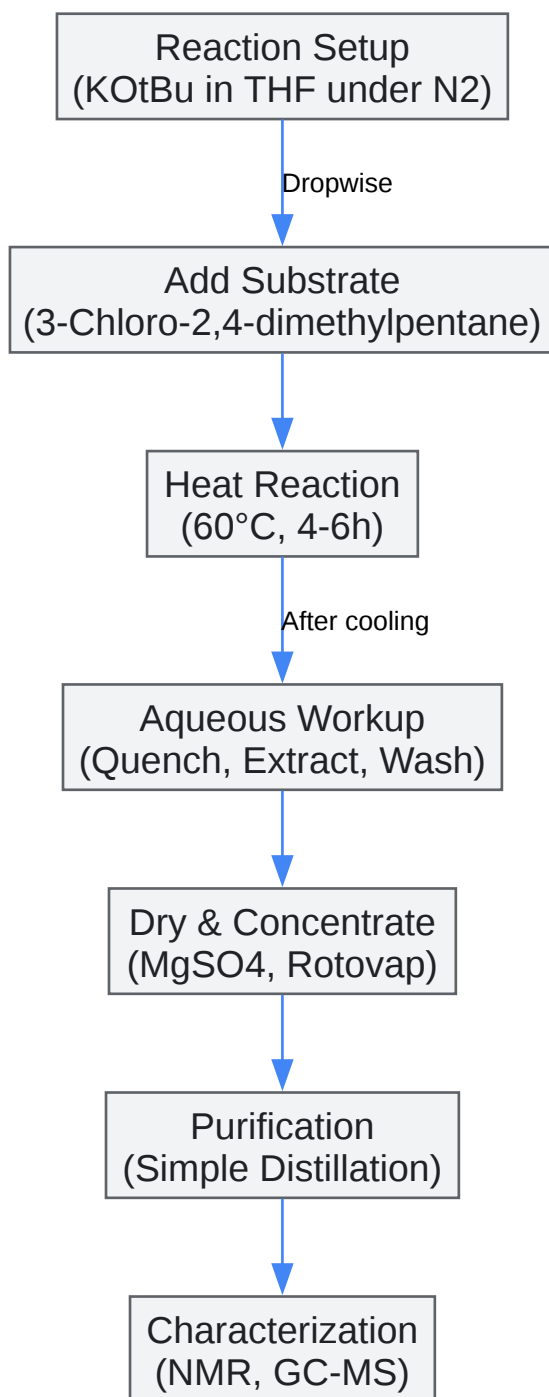 Reaction Setup
(KOtBu in THF under N2)
Dropwise
Add Substrate
(3-Chloro-2,4-dimethylpentane)
Heat Reaction
(60°C, 4-6h)
After cooling
Aqueous Workup
(Quench, Extract, Wash)
Dry & Concentrate
(MgSO4, Rotovap)
Purification
(Simple Distillation)
Characterization
(NMR, GC-MS)